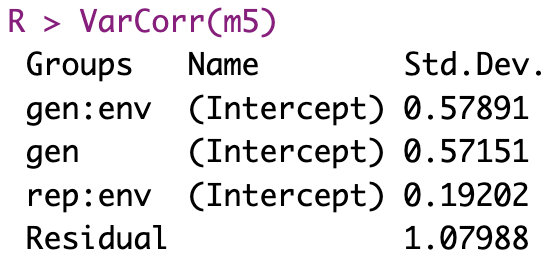 R > VarCorr(m5)
Groups Name Std.Dev.
gen:env (Intercept) 0.57891
gen (Intercept) 0.57151
rep:env (Intercept) 0.19202
Residual 1.07988